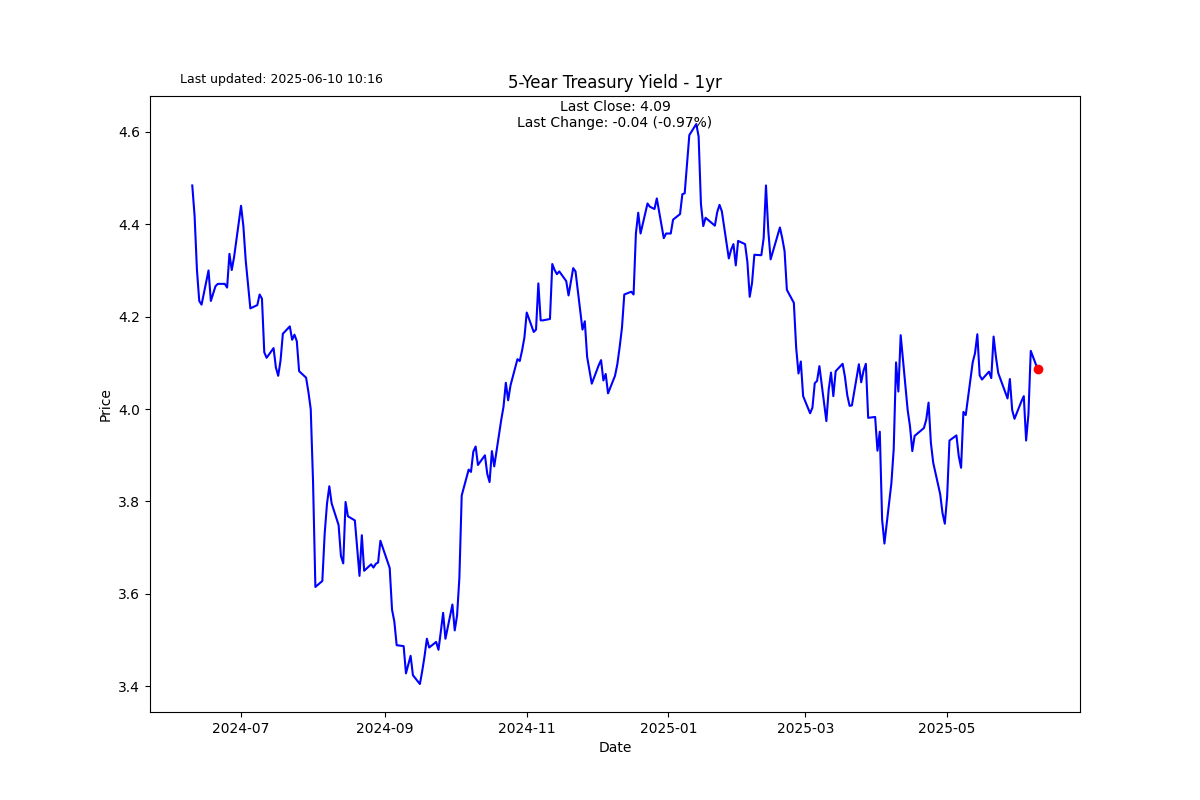 Last updated: 2025-06-10 10:16
5-Year Treasury Yield - 1yr
Last Close: 4.09
Last Change: -0.04 (-0.97%)
4.6
4.4
4.2
4.0
3.8
3.6
3.4
Price
2024-07
2024-09
2024-11
2025-01
2025-03
2025-05
Date